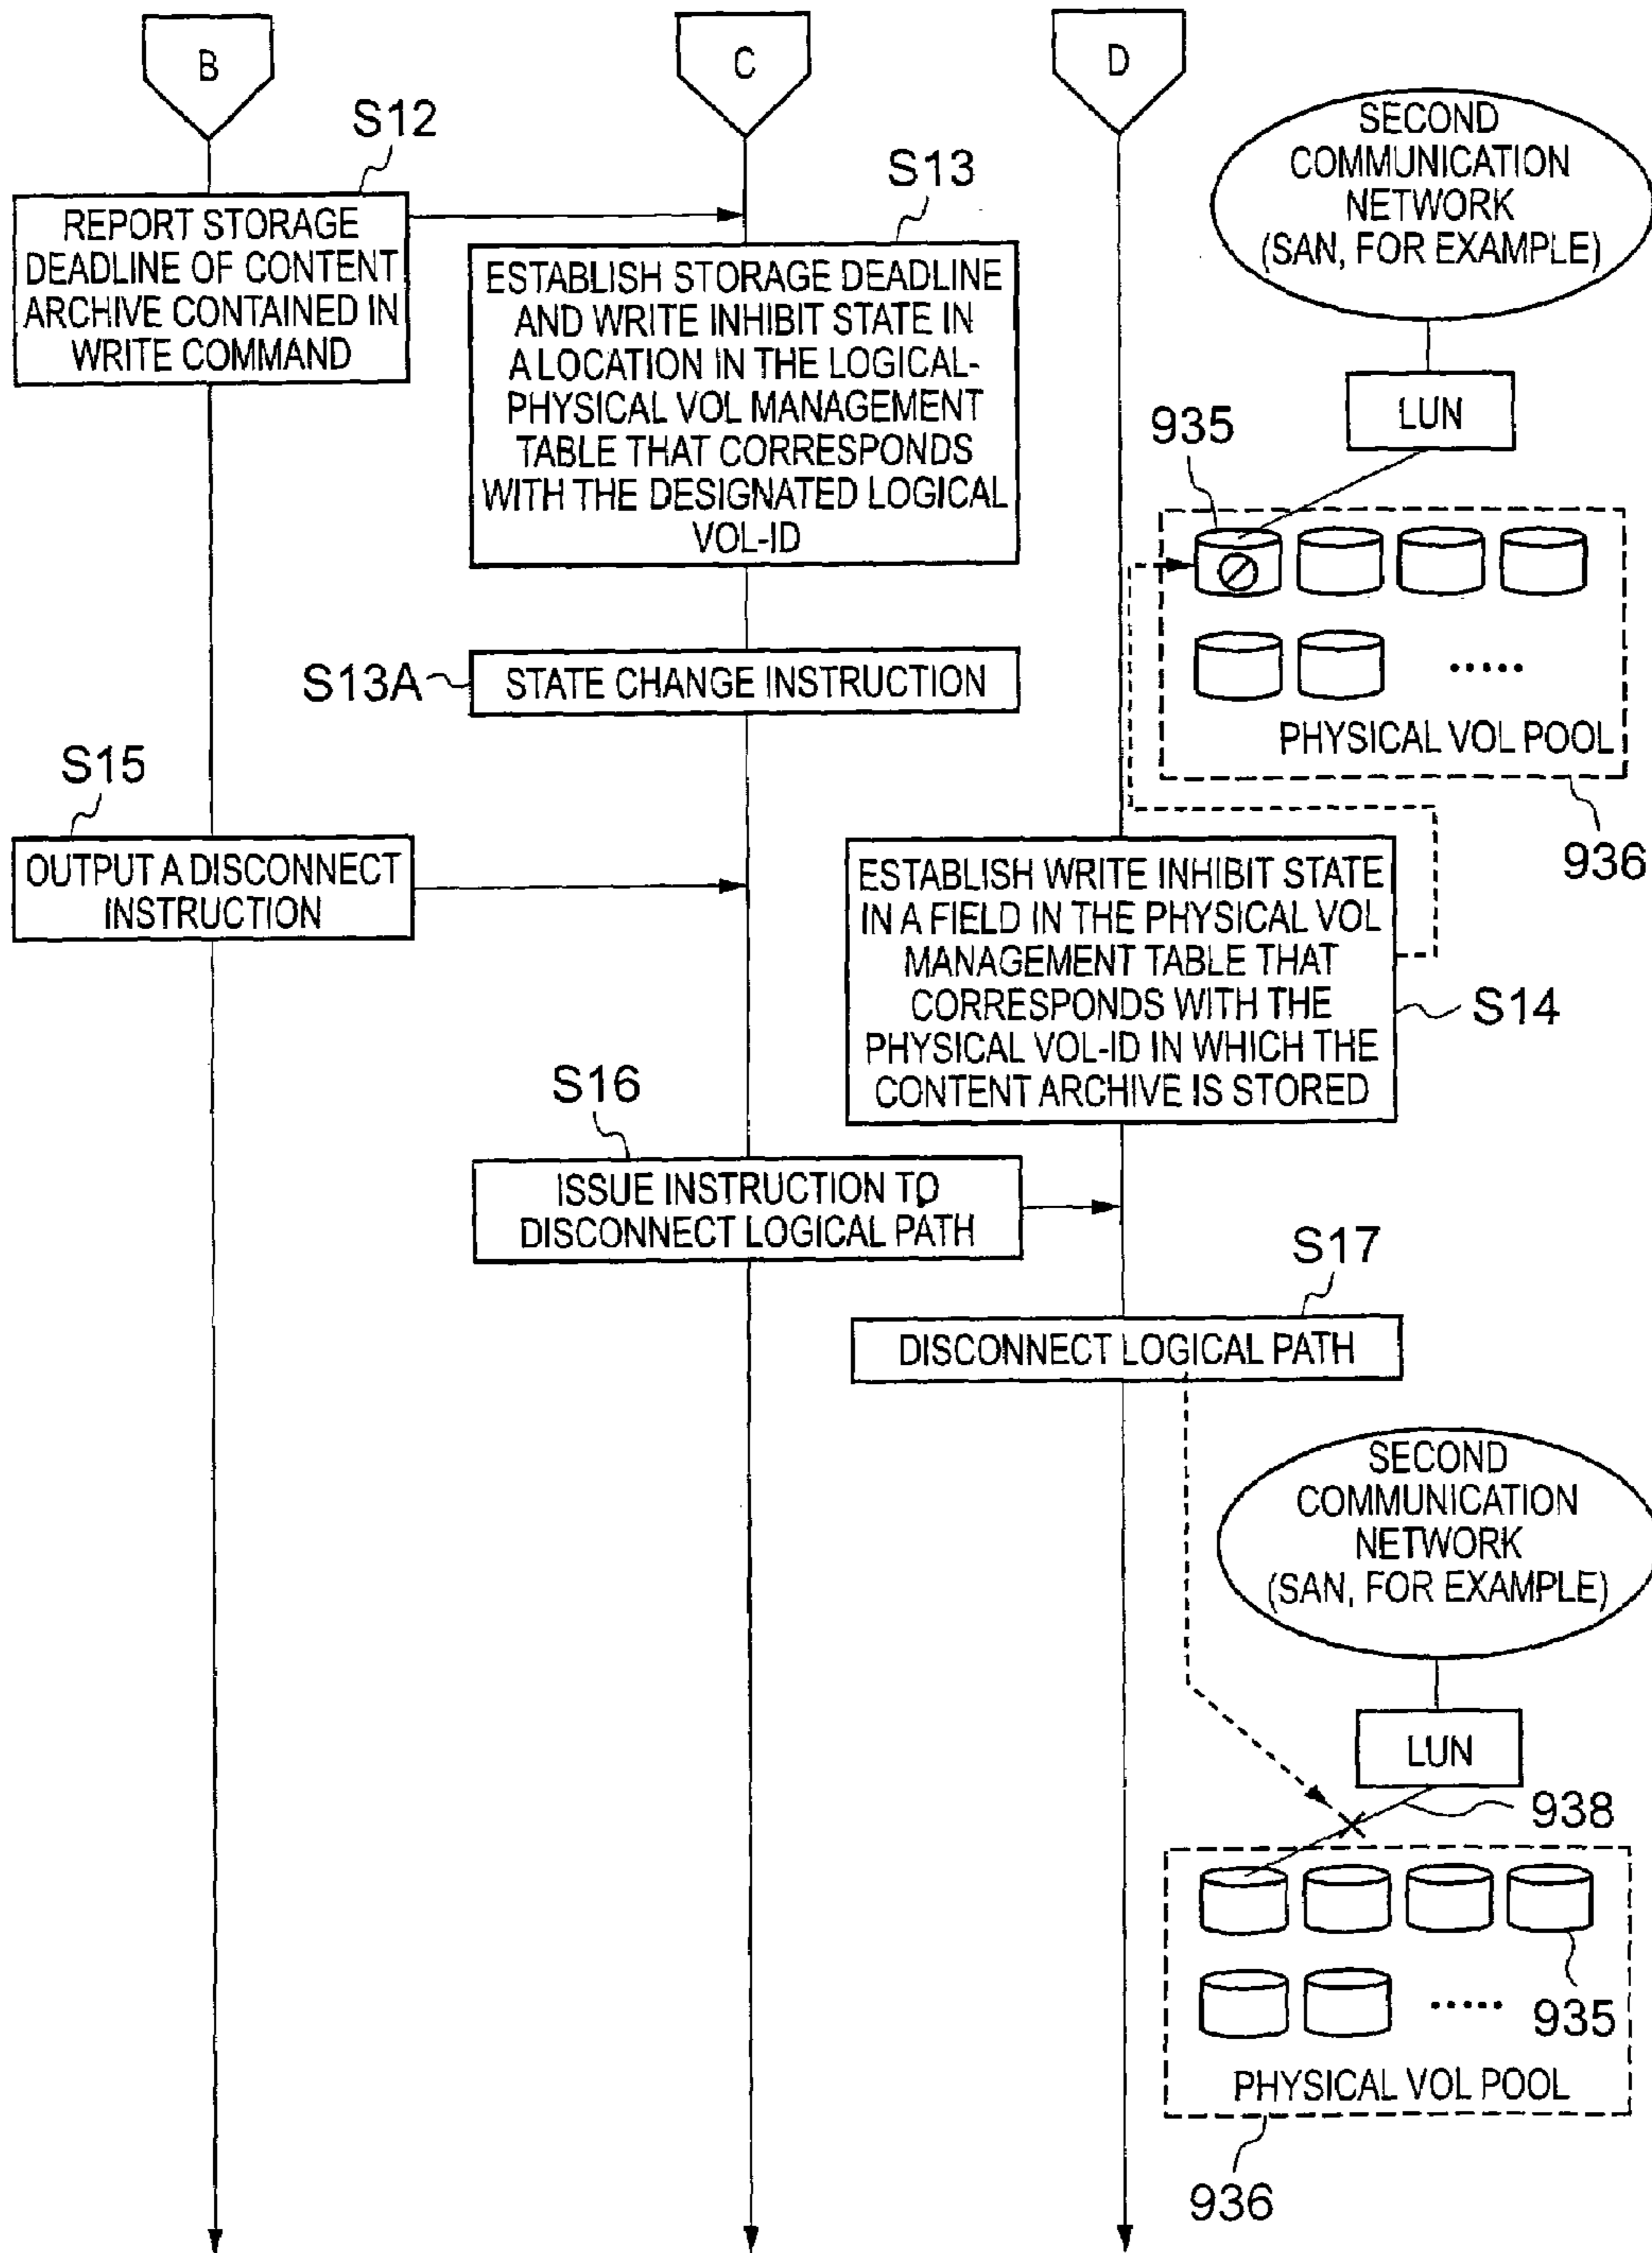 B
C
D
S12
REPORT STORAGE
DEADLINE OF CONTENT
ARCHIVE CONTAINED IN
WRITE COMMAND
S13
ESTABLISH STORAGE DEADLINE
AND WRITE INHIBIT STATE IN
A LOCATION IN THE LOGICAL-
PHYSICAL VOL MANAGEMENT
TABLE THAT CORRESPONDS
WITH THE DESIGNATED LOGICAL
VOL-ID
SECOND
COMMUNICATION
NETWORK
(SAN, FOR EXAMPLE)
LUN
935
PHYSICAL VOL POOL
936
S13A
STATE CHANGE INSTRUCTION
S15
OUTPUT A DISCONNECT
INSTRUCTION
ESTABLISH WRITE INHIBIT STATE
IN A FIELD IN THE PHYSICAL VOL
MANAGEMENT TABLE THAT
CORRESPONDS WITH THE
PHYSICAL VOL-ID IN WHICH THE
CONTENT ARCHIVE IS STORED
S14
S16
ISSUE INSTRUCTION TO
DISCONNECT LOGICAL PATH
S17
DISCONNECT LOGICAL PATH
SECOND
COMMUNICATION
NETWORK
(SAN, FOR EXAMPLE)
LUN
938
935
PHYSICAL VOL POOL
936